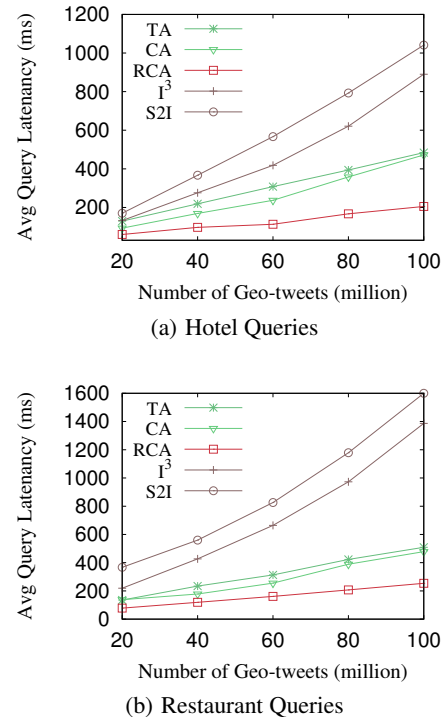 Avg Query Latenancy (ms)
1200
1000
800
600
400
200
TA
CA
RCA
I³
S2I
20 40 60 80 100
Number of Geo-tweets (million)
(a) Hotel Queries
Avg Query Latenancy (ms)
1600
1400
1200
1000
800
600
400
200
0
TA
CA
RCA
I³
S2I
20 40 60 80 100
Number of Geo-tweets (million)
(b) Restaurant Queries